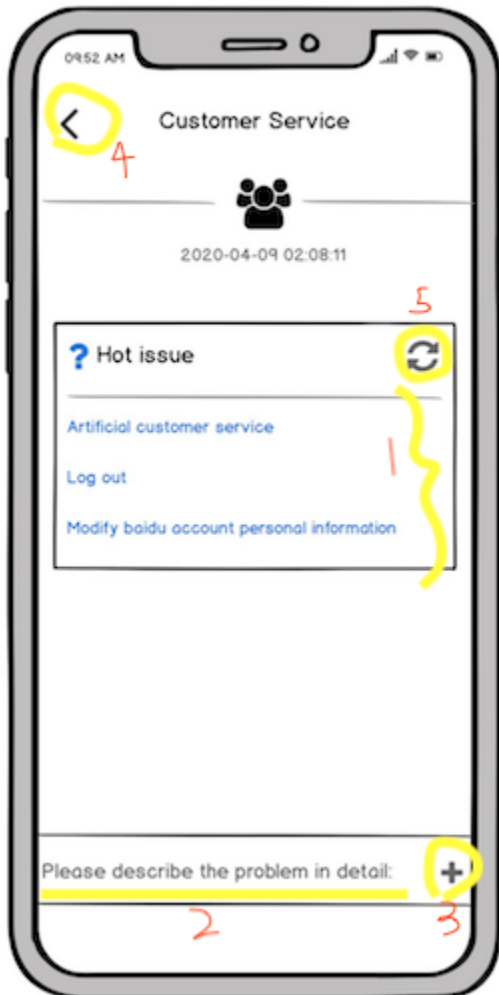 09:52 AM
Customer Service
4
2020-04-09 02:08:11
5
? Hot issue
Artificial customer service
1
Log out
Modify baidu account personal information
Please describe the problem in detail: +
2
3